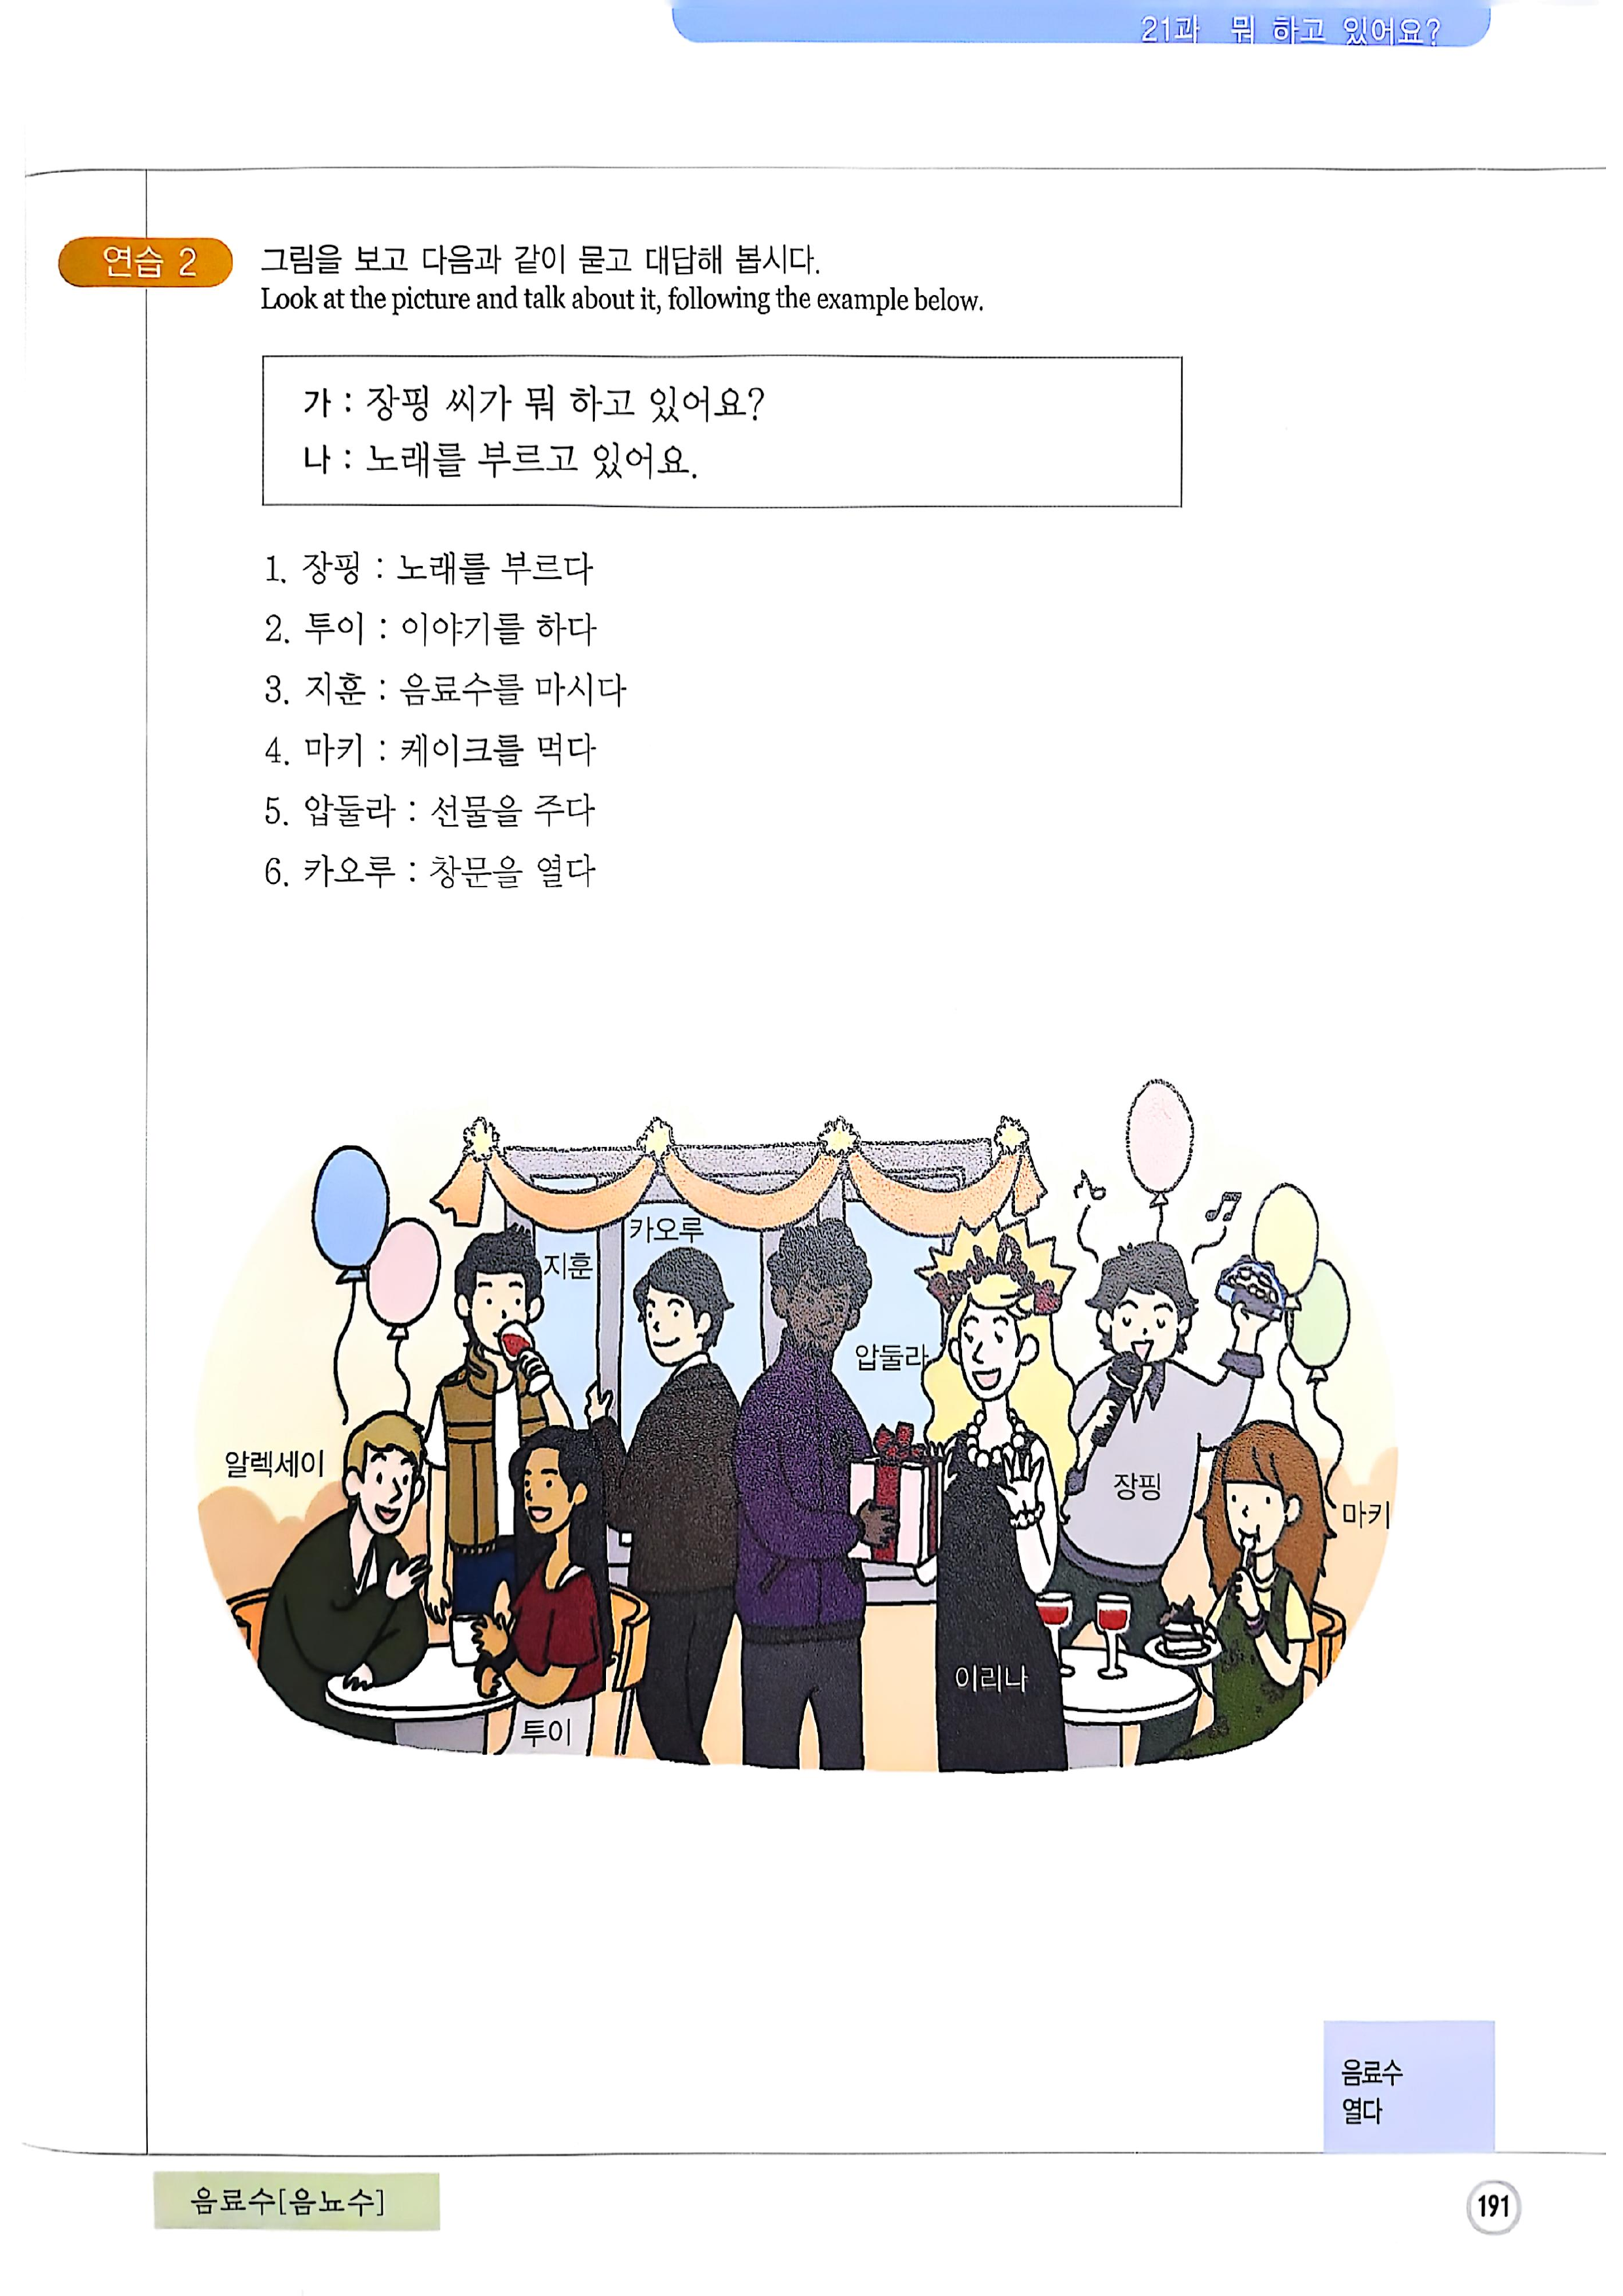 21과 뭐 하고 있어요?
연습 2
그림을 보고 다음과 같이 묻고 대답해 봅시다.
Look at the picture and talk about it, following the example below.
가 : 장핑 씨가 뭐 하고 있어요?
나 : 노래를 부르고 있어요.
1. 장핑 : 노래를 부르다
2. 투이 : 이야기를 하다
3. 지훈 : 음료수를 마시다
4. 마키 : 케이크를 먹다
5. 압둘라 : 선물을 주다
6. 카오루 : 창문을 열다
카오루
지훈
압둘라
알렉세이
장핑
마키
이리나
투이
음료수
열다
음료수[음뇨수]
191